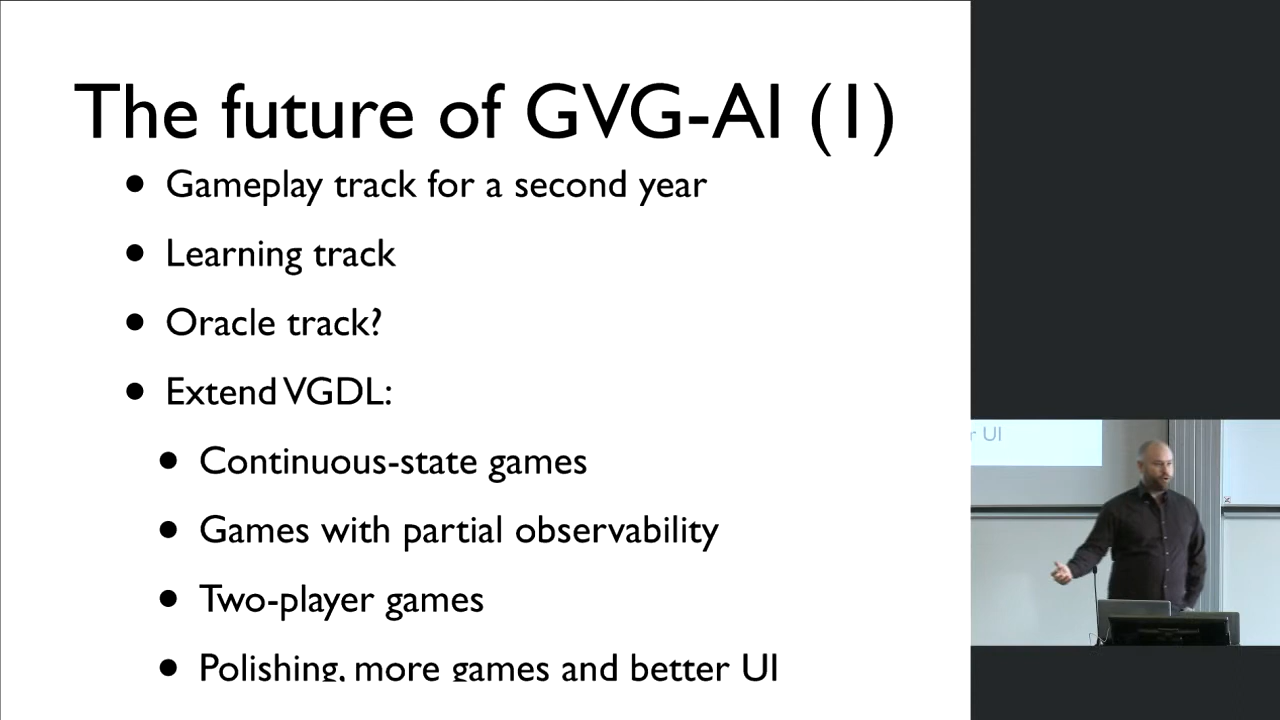 The future of GVG-AI (1)
• Gameplay track for a second year
• Learning track
• Oracle track?
• Extend VGDL:
• Continuous-state games
• Games with partial observability
• Two-player games
• Polishing, more games and better UI
r UI